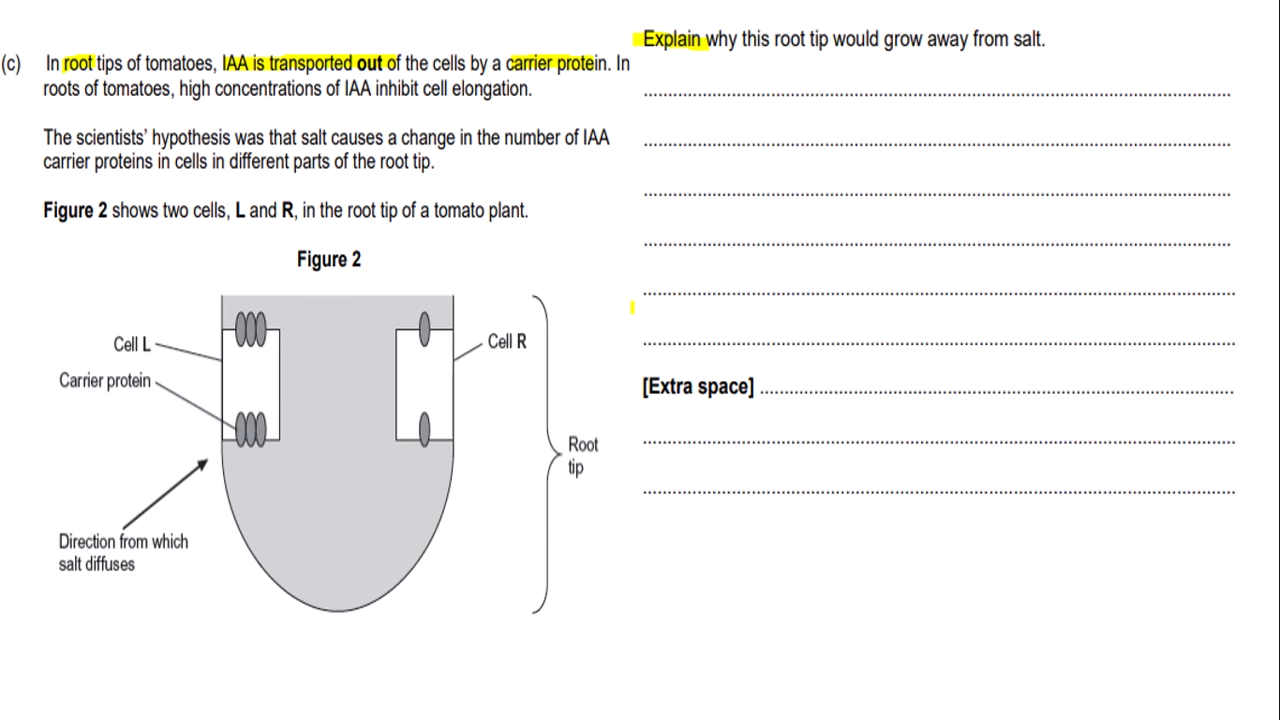 (c) In root tips of tomatoes, IAA is transported out of the cells by a carrier protein. In
roots of tomatoes, high concentrations of IAA inhibit cell elongation.
The scientists' hypothesis was that salt causes a change in the number of IAA
carrier proteins in cells in different parts of the root tip.
Figure 2 shows two cells, L and R, in the root tip of a tomato plant.
Figure 2
Cell L
Cell R
Carrier protein
Root
tip
Direction from which
salt diffuses
Explain why this root tip would grow away from salt.
[Extra space]